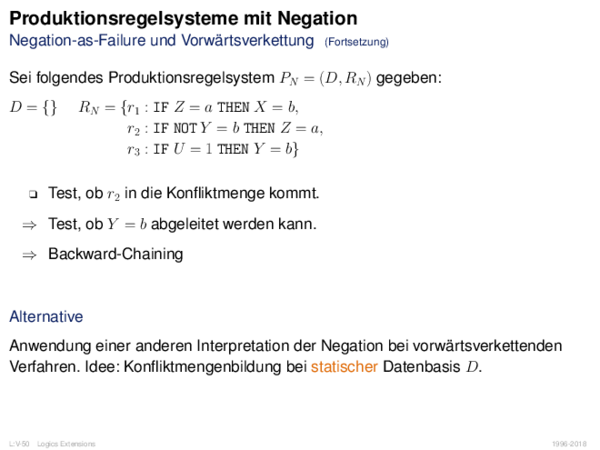 Produktionsregelsysteme mit Negation
Negation-as-Failure und Vorwärtsverkettung (Fortsetzung)
Sei folgendes Produktionsregelsystem P_N = (D, R_N) gegeben:
D = {} R_N = {r_1 : IF Z = a THEN X = b,
r_2 : IF NOT Y = b THEN Z = a,
r_3 : IF U = 1 THEN Y = b}
❑ Test, ob r_2 in die Konfliktmenge kommt.
⇒ Test, ob Y = b abgeleitet werden kann.
⇒ Backward-Chaining
Alternative
Anwendung einer anderen Interpretation der Negation bei vorwärtsverkettenden
Verfahren. Idee: Konfliktmengenbildung bei statischer Datenbasis D.
L:V-50 Logics Extensions 1996-2018